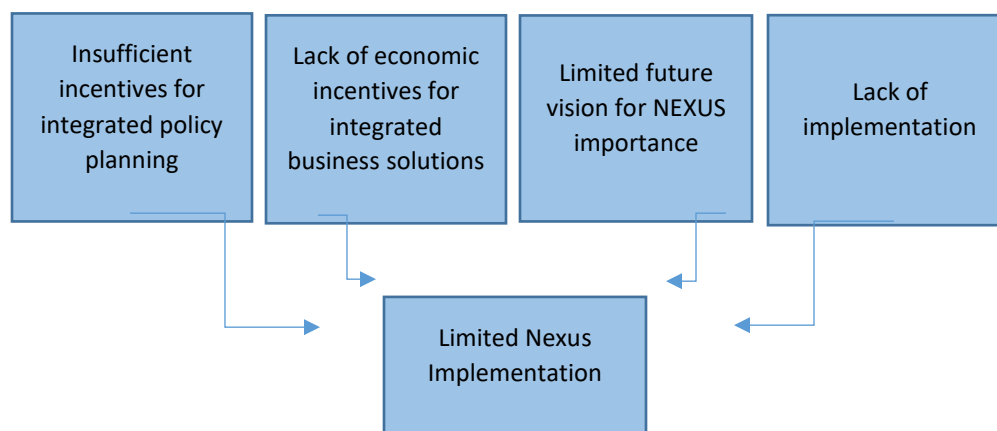 Insufficient
incentives for
integrated policy
planning
Lack of economic
incentives for
integrated
business solutions
Limited future
vision for NEXUS
importance
Lack of
implementation
Limited Nexus
Implementation